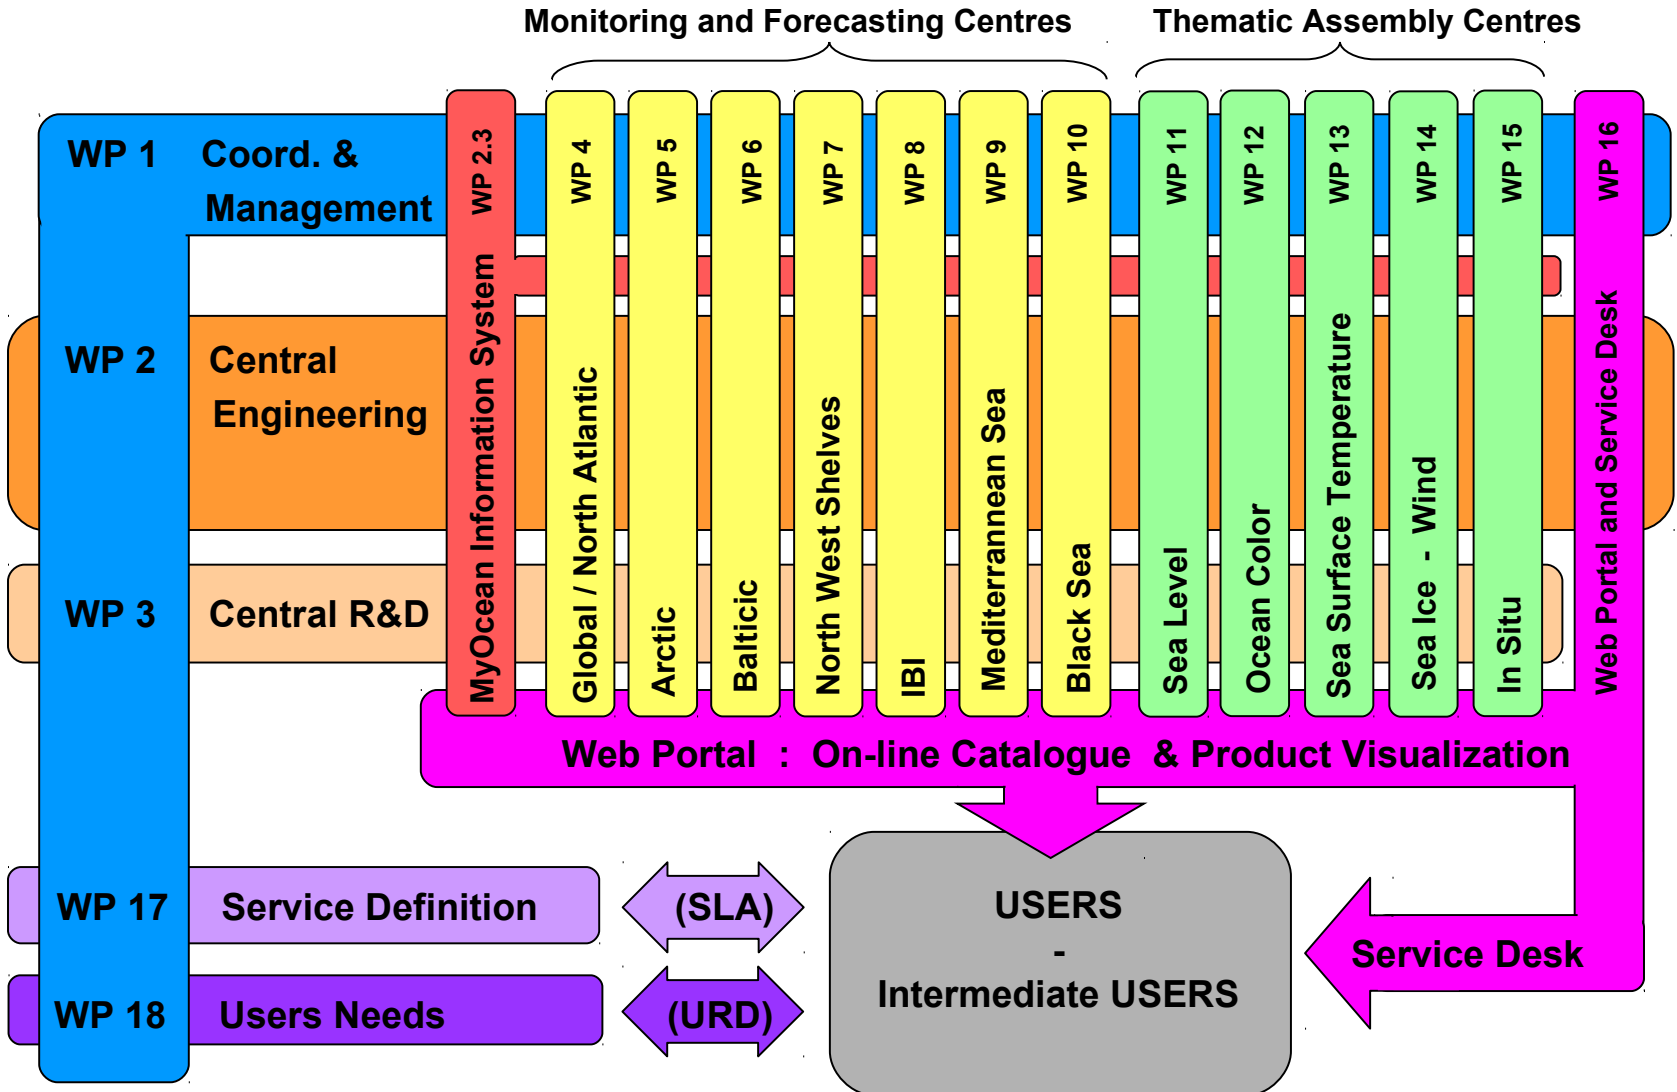 Monitoring and Forecasting Centres
Thematic Assembly Centres
WP 1 Coord. &
Management
WP 2 Central
Engineering
WP 3 Central R&D
MyOcean Information System WP 2.3
Global / North Atlantic WP 4
Arctic WP 5
Balticic WP 6
North West Shelves WP 7
IBI WP 8
Mediterrannean Sea WP 9
Black Sea WP 10
Sea Level WP 11
Ocean Color WP 12
Sea Surface Temperature WP 13
Sea Ice - Wind WP 14
In Situ WP 15
Web Portal and Service Desk WP 16
Web Portal : On-line Catalogue & Product Visualization
WP 17 Service Definition (SLA)
WP 18 Users Needs (URD)
USERS
-
Intermediate USERS
Service Desk